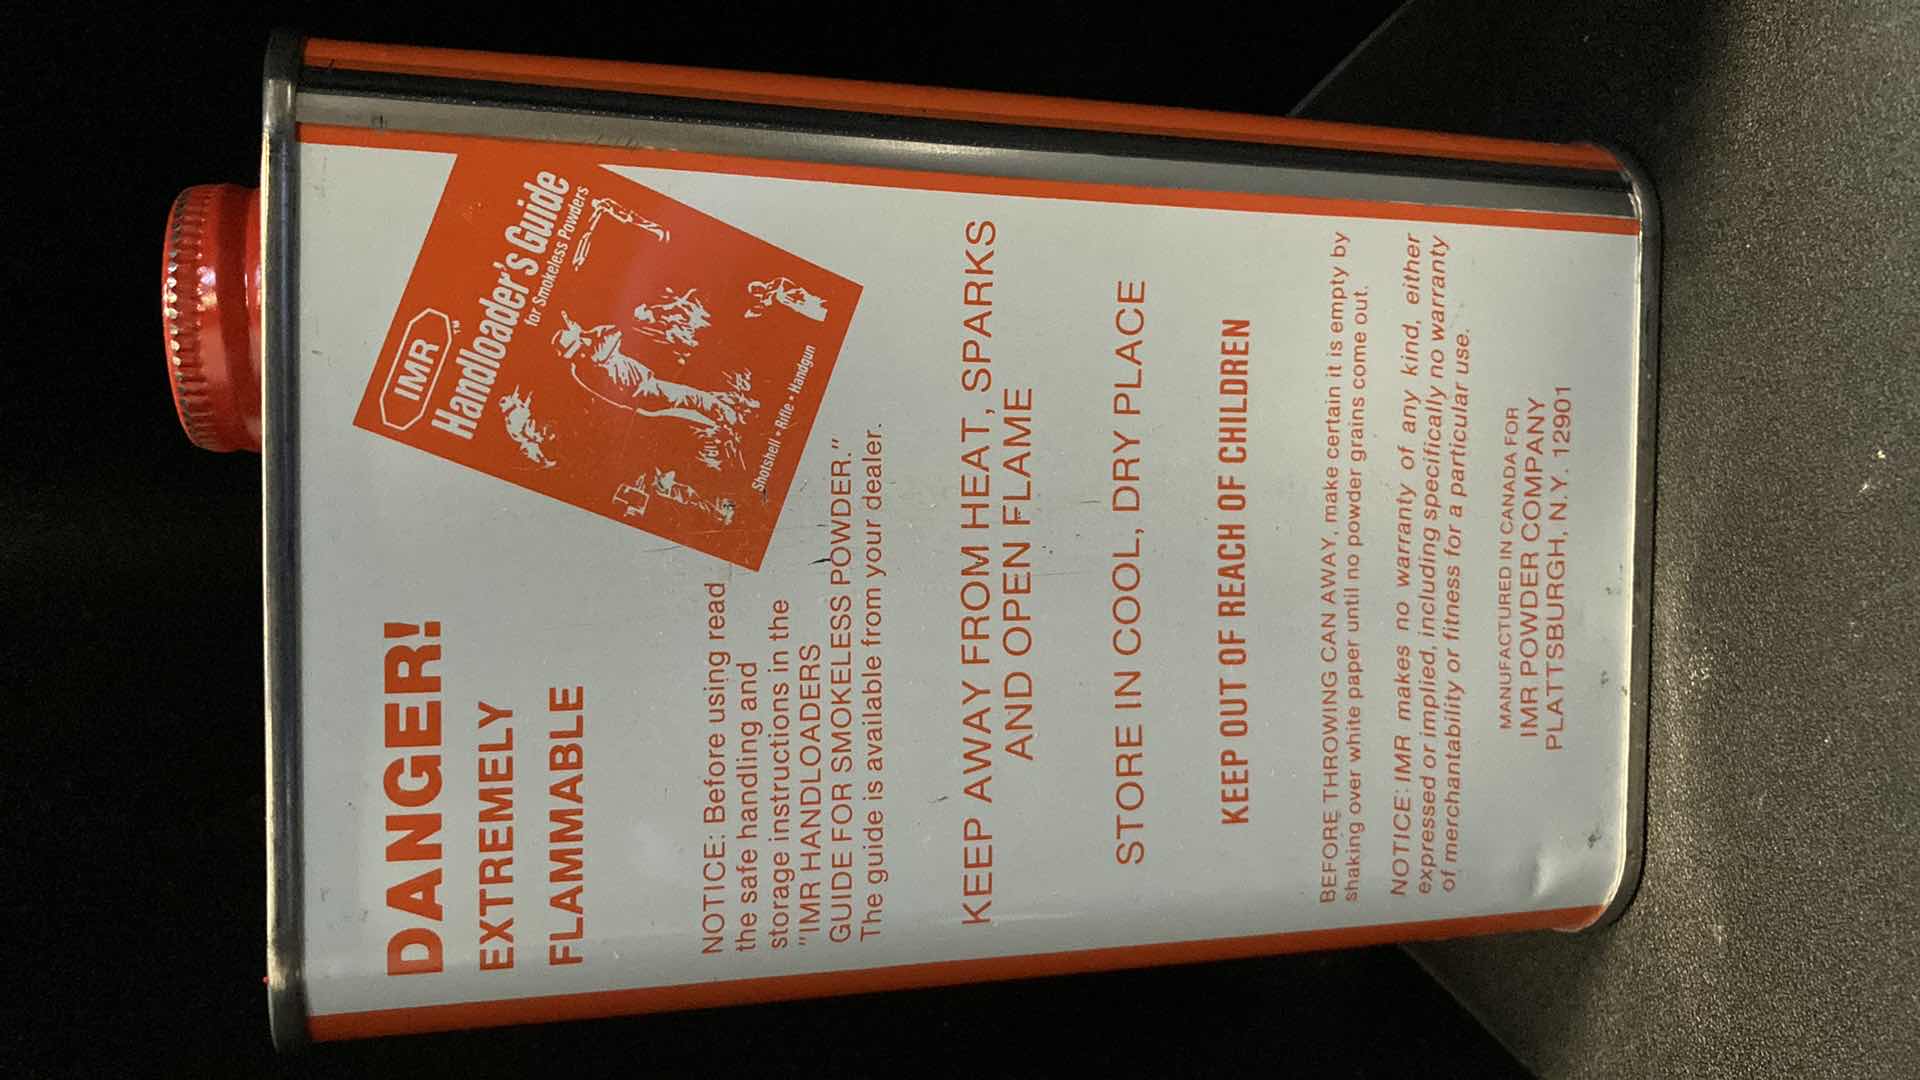 DANGER!
EXTREMELY
FLAMMABLE
IMR™
Handloader's Guide
for Smokeless Powders
Shotshell • Rifle • Handgun
NOTICE: Before using read
the safe handling and
storage instructions in the
"IMR HANDLOADERS
GUIDE FOR SMOKELESS POWDER."
The guide is available from your dealer.
KEEP AWAY FROM HEAT, SPARKS
AND OPEN FLAME
STORE IN COOL, DRY PLACE
KEEP OUT OF REACH OF CHILDREN
BEFORE THROWING CAN AWAY, make certain it is empty by
shaking over white paper until no powder grains come out.
NOTICE: IMR makes no warranty of any kind, either
expressed or implied, including specifically no warranty
of merchantability or fitness for a particular use.
MANUFACTURED IN CANADA FOR
IMR POWDER COMPANY
PLATTSBURGH, N.Y. 12901